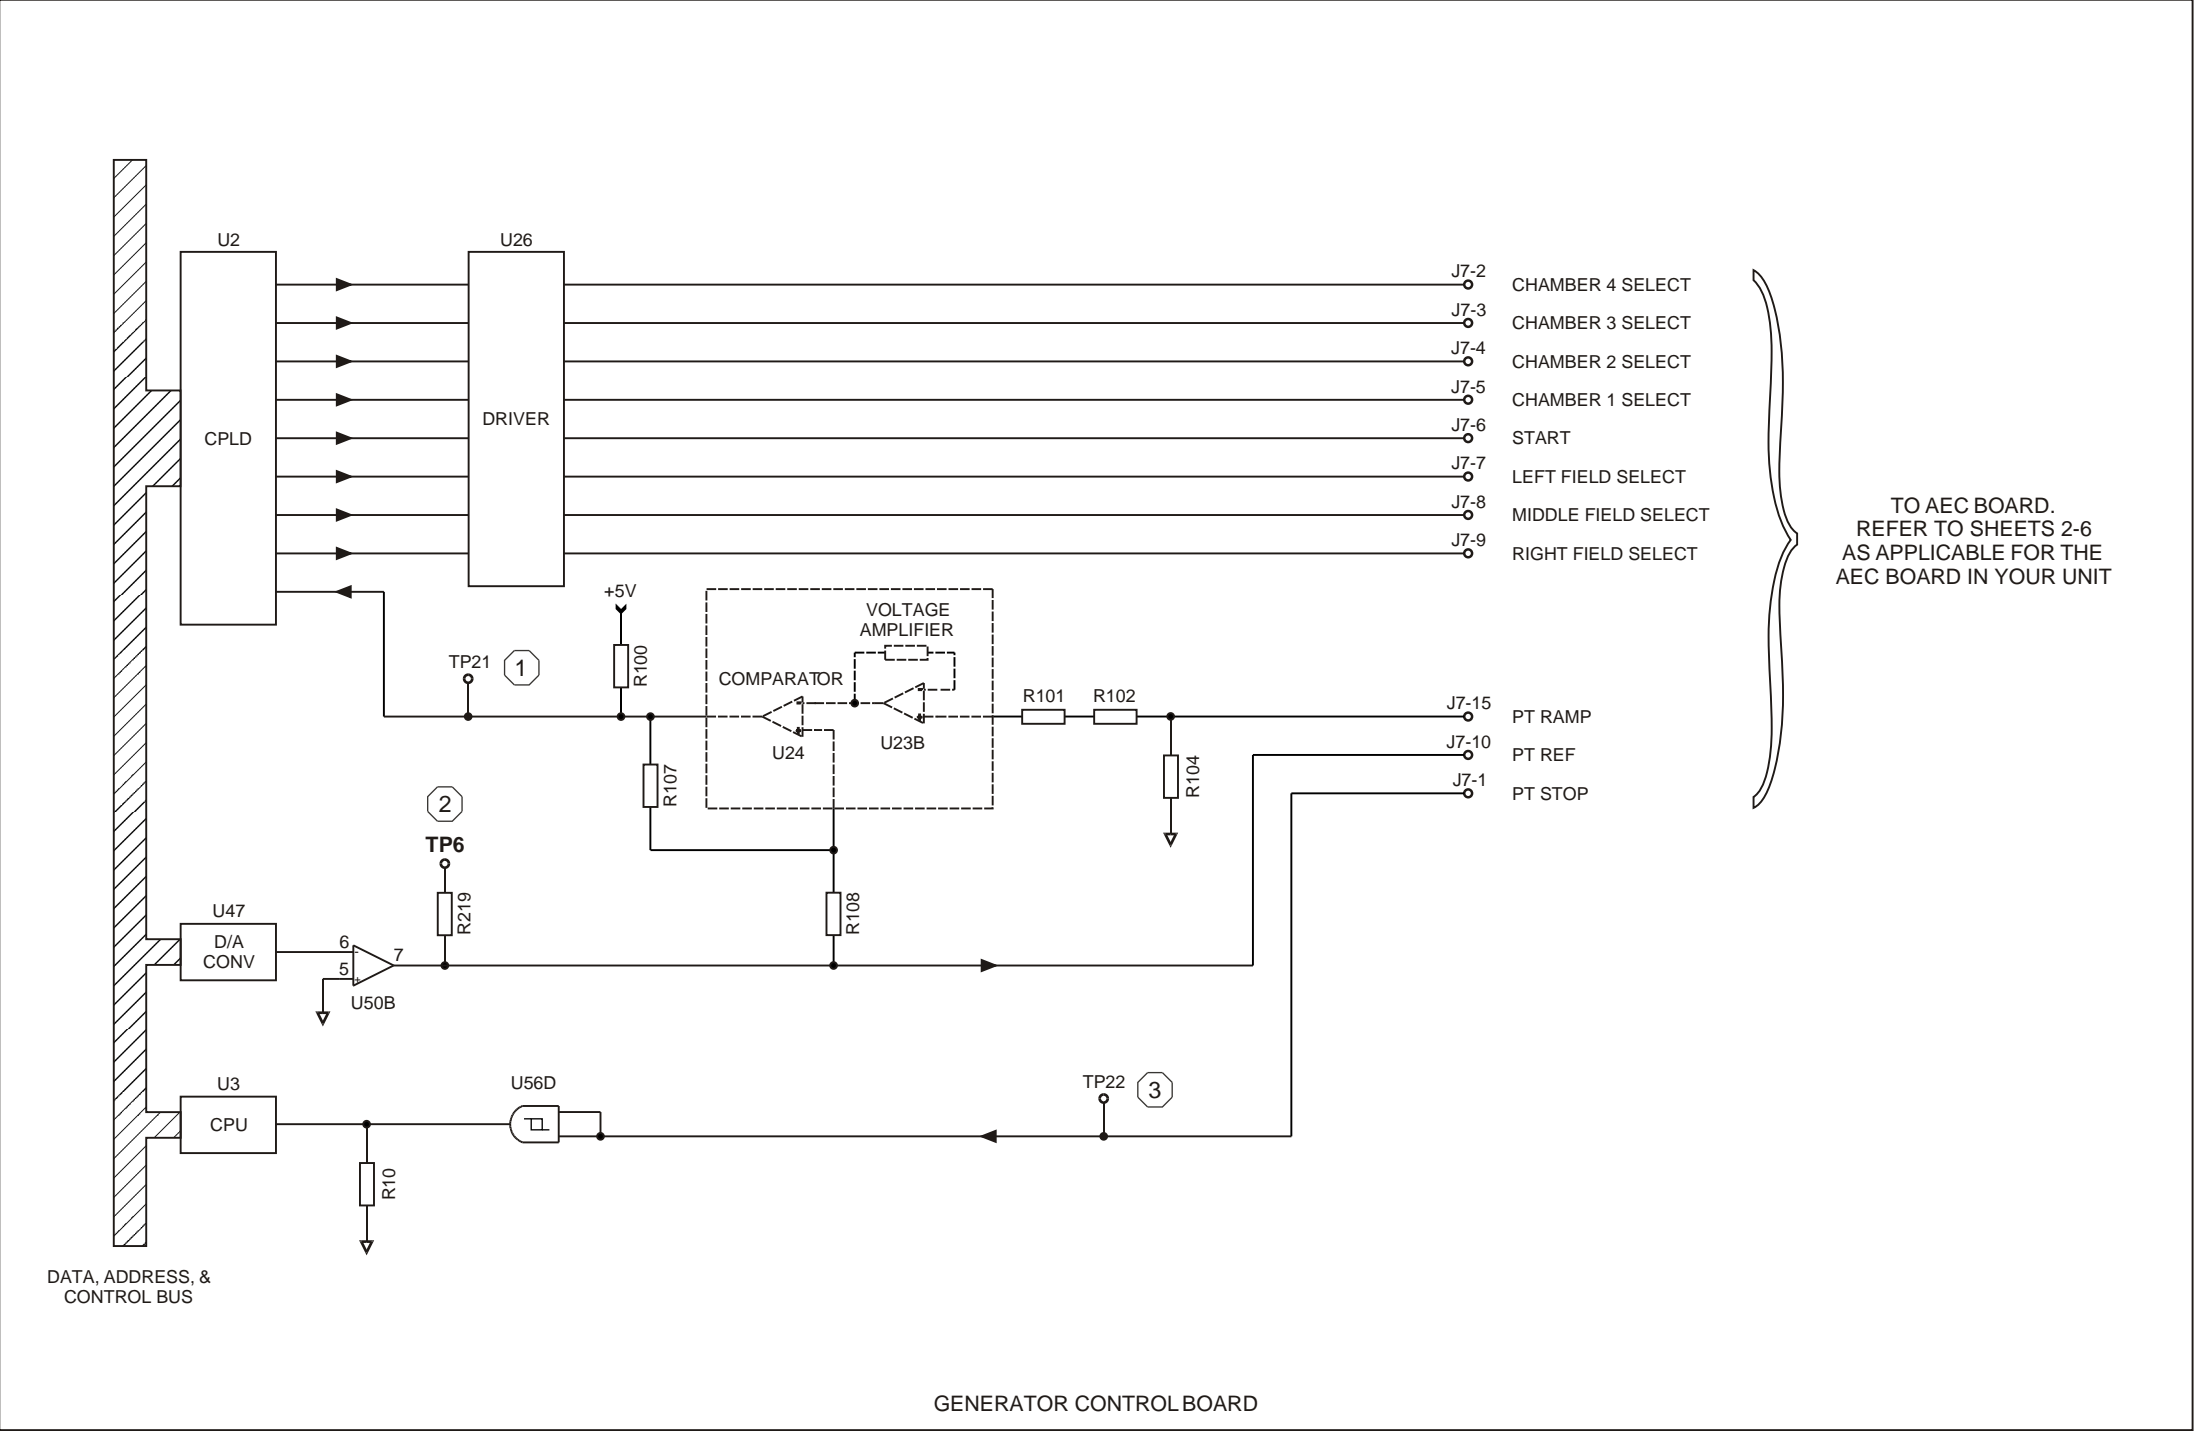 U2
U26
CPLD
DRIVER
J7-2
CHAMBER 4 SELECT
J7-3
CHAMBER 3 SELECT
J7-4
CHAMBER 2 SELECT
J7-5
CHAMBER 1 SELECT
J7-6
START
J7-7
LEFT FIELD SELECT
J7-8
MIDDLE FIELD SELECT
J7-9
RIGHT FIELD SELECT
TO AEC BOARD.
REFER TO SHEETS 2-6
AS APPLICABLE FOR THE
AEC BOARD IN YOUR UNIT
+5V
R100
VOLTAGE
AMPLIFIER
COMPARATOR
U24
U23B
TP21
1
R101
R102
J7-15
PT RAMP
J7-10
PT REF
J7-1
PT STOP
R107
R104
2
TP6
R219
R108
U47
D/A
CONV
6
-
5
+
7
U50B
U3
CPU
U56D
TP22
3
R10
DATA, ADDRESS, &
CONTROL BUS
GENERATOR CONTROL BOARD